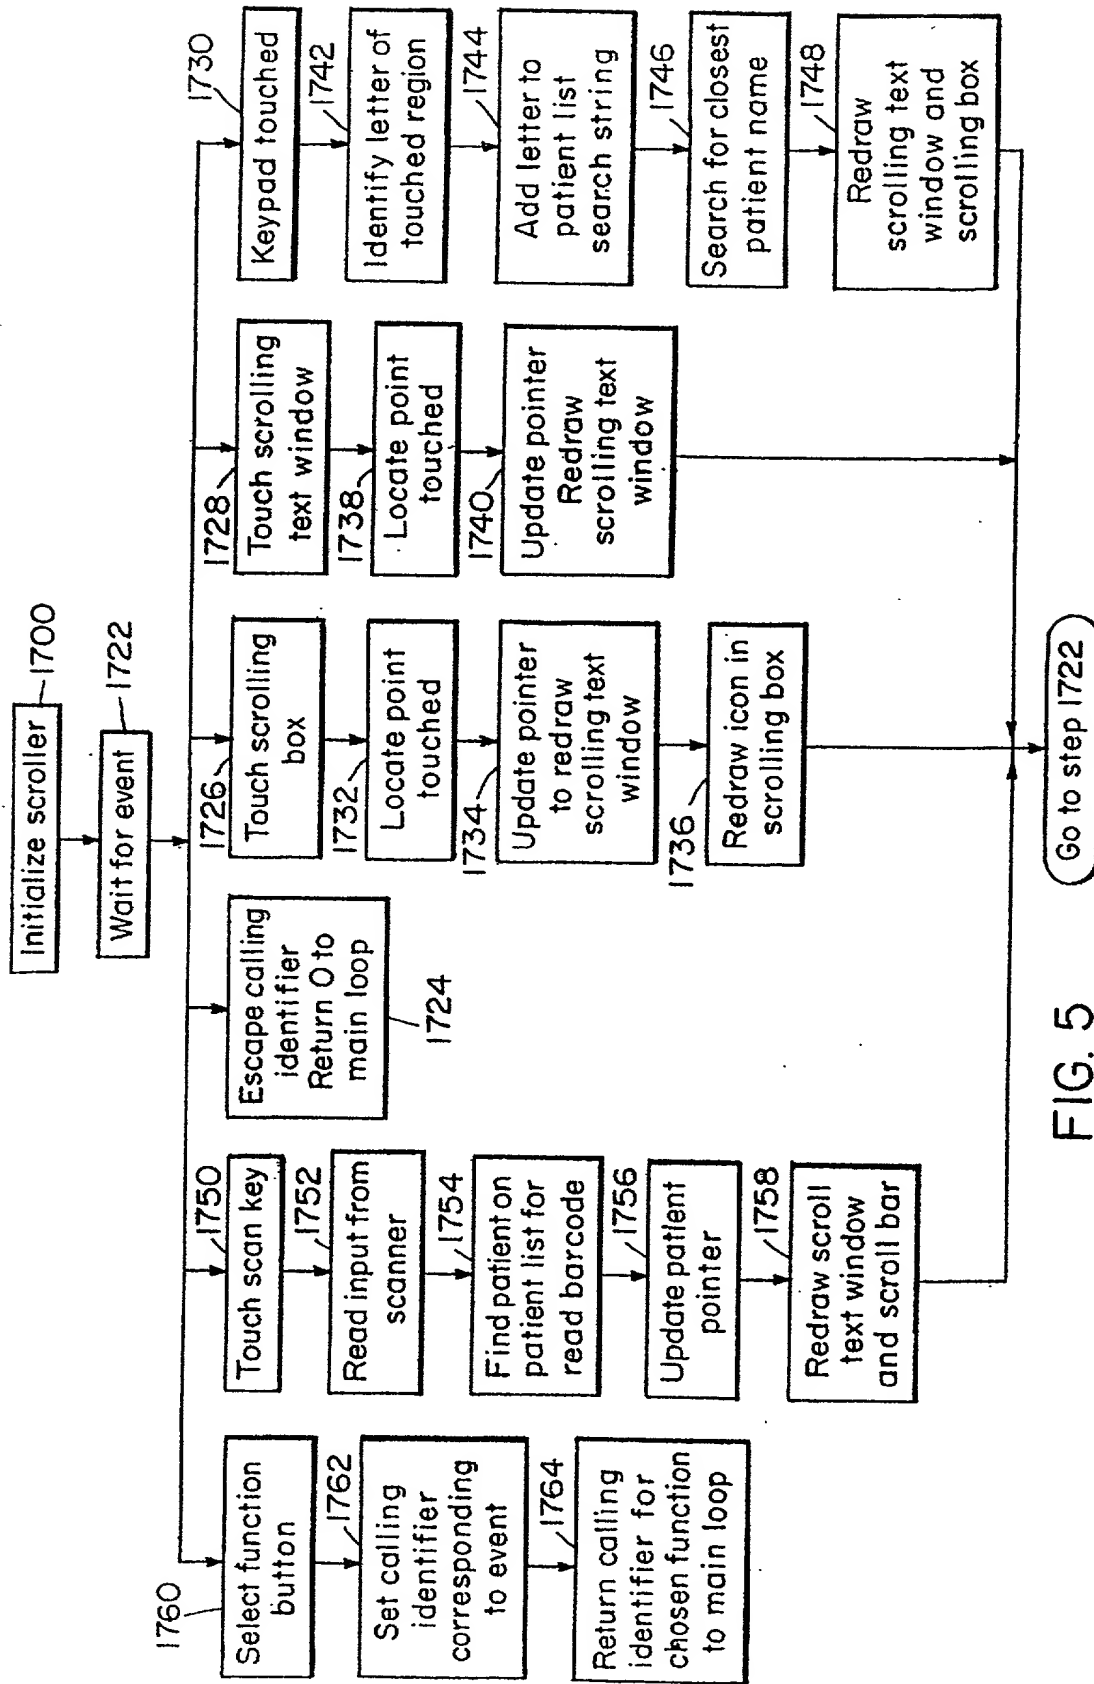 Initialize scroller
1700
Wait for event
1722
1760
Select function
button
1762
Set calling
identifier
corresponding
to event
1764
Return calling
identifier for
chosen function
to main loop
1750
Touch scan key
1752
Read input from
scanner
1754
Find patient on
patient list for
read barcode
1756
Update patient
pointer
1758
Redraw scroll
text window
and scroll bar
Escape calling
identifier
Return 0 to
main loop
1724
1726
Touch scrolling
box
1732
Locate point
touched
1734
Update pointer
to redraw
scrolling text
window
1736
Redraw icon in
scrolling box
1728
Touch scrolling
text window
1738
Locate point
touched
1740
Update pointer
Redraw
scrolling text
window
1730
Keypad touched
1742
Identify letter of
touched region
1744
Add letter to
patient list
search string
1746
Search for closest
patient name
1748
Redraw
scrolling text
window and
scrolling box
Go to step 1722
FIG. 5